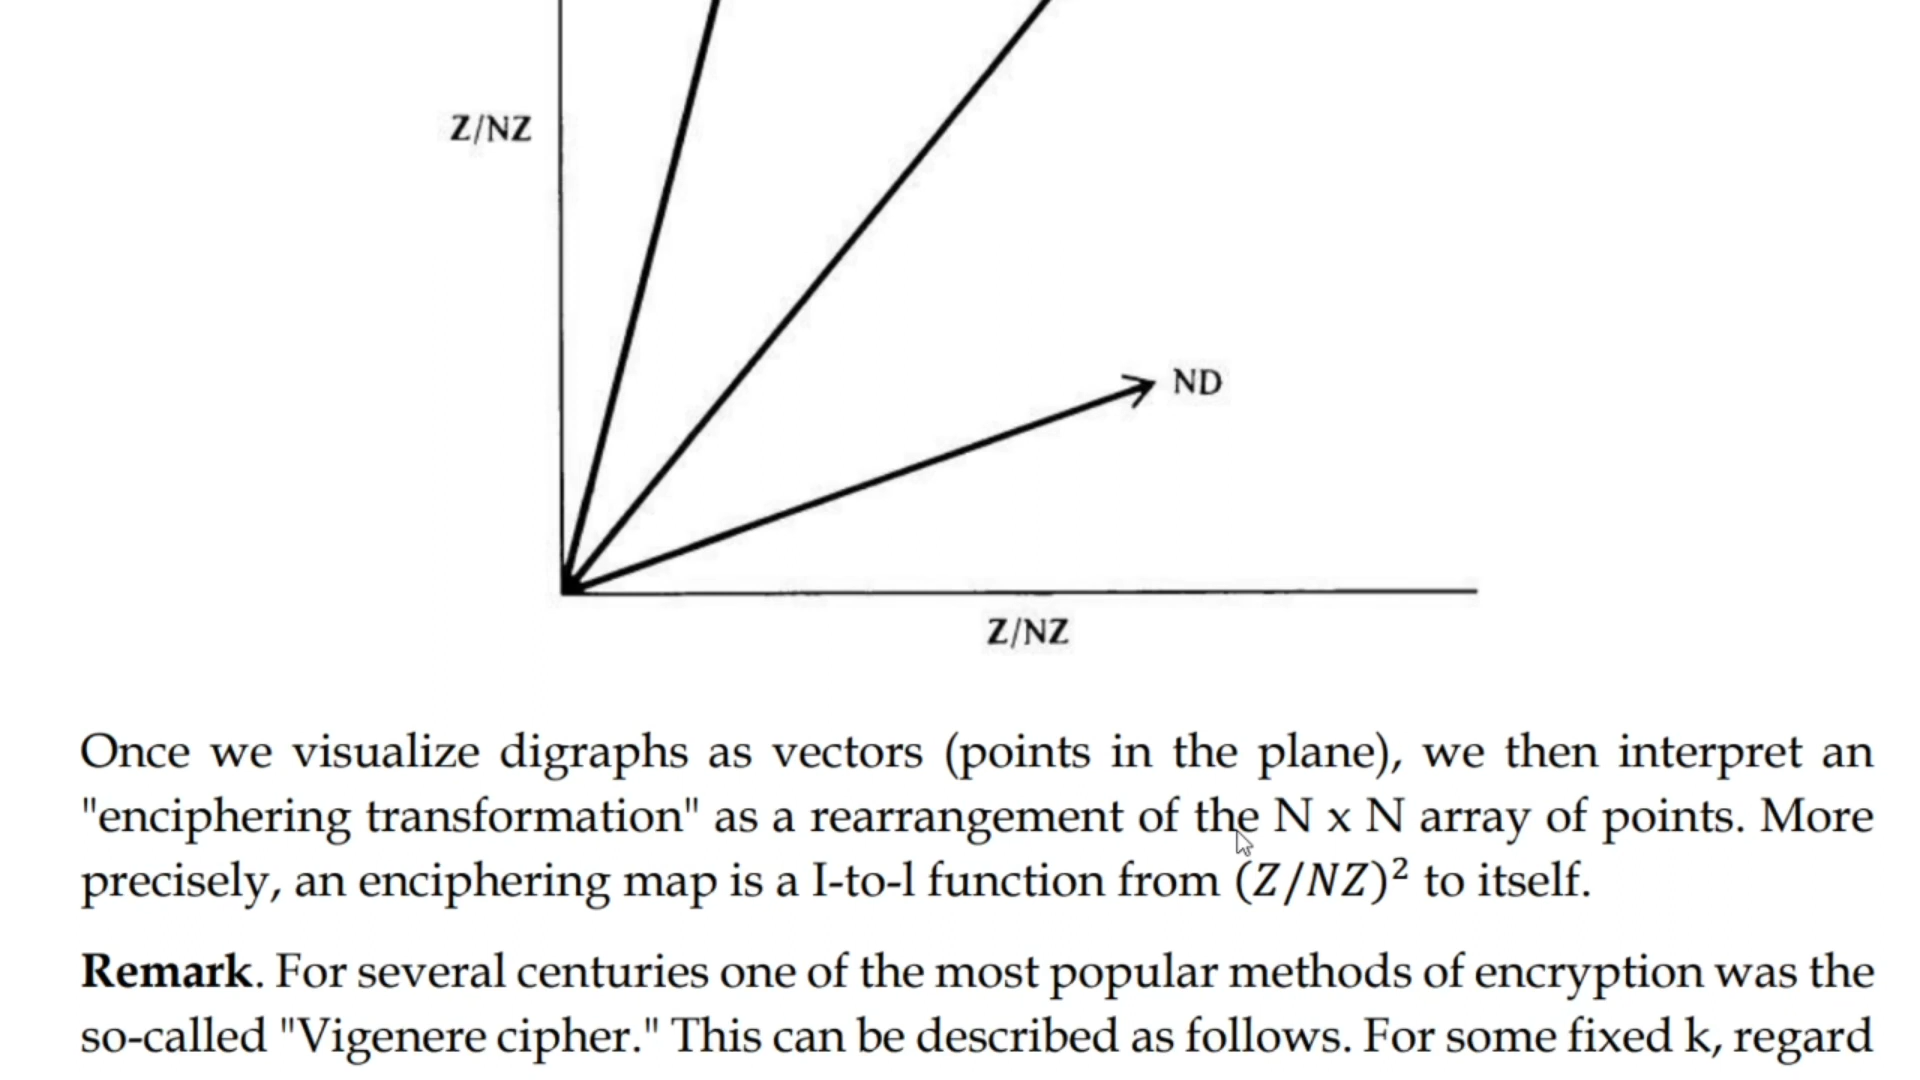 Z/NZ
ND
Z/NZ
Once we visualize digraphs as vectors (points in the plane), we then interpret an
"enciphering transformation" as a rearrangement of the N x N array of points. More
precisely, an enciphering map is a I-to-l function from (Z/NZ)² to itself.
Remark. For several centuries one of the most popular methods of encryption was the
so-called "Vigenere cipher." This can be described as follows. For some fixed k, regard